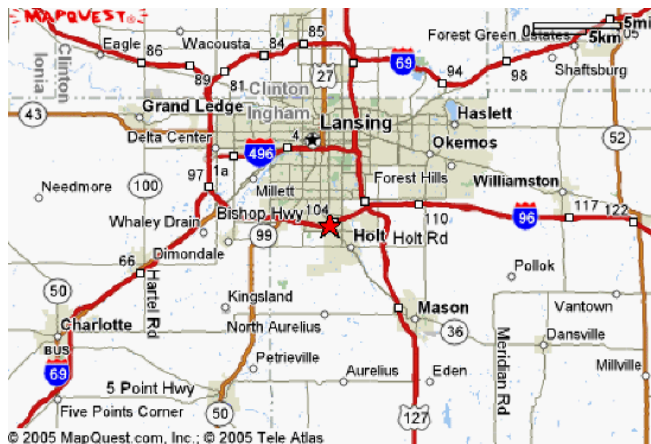 MAPQUEST
0 5mi
5km
05
Eagle
86
Wacousta
84
85
Forest Green Estates
Clinton
Ionia
69
27
89
81
94
98
Shaftsburg
Clinton
Ingham
43
Grand Ledge
Haslett
Lansing
4
Delta Center
496
Okemos
52
1a
97
Needmore
100
Millett
Forest Hills
Williamston
Bishop Hwy
104
117
122
Whaley Drain
99
96
110
Holt
Holt Rd
Dimondale
66
Pollok
50
Hartel Rd
Kingsland
Mason
Vantown
Charlotte
North Aurelius
36
Dansville
BUS
69
Petrieville
Meridian Rd
Millville
Aurelius
Eden
5 Point Hwy
Five Points Corner
50
127
© 2005 MapQuest.com, Inc.; © 2005 Tele Atlas